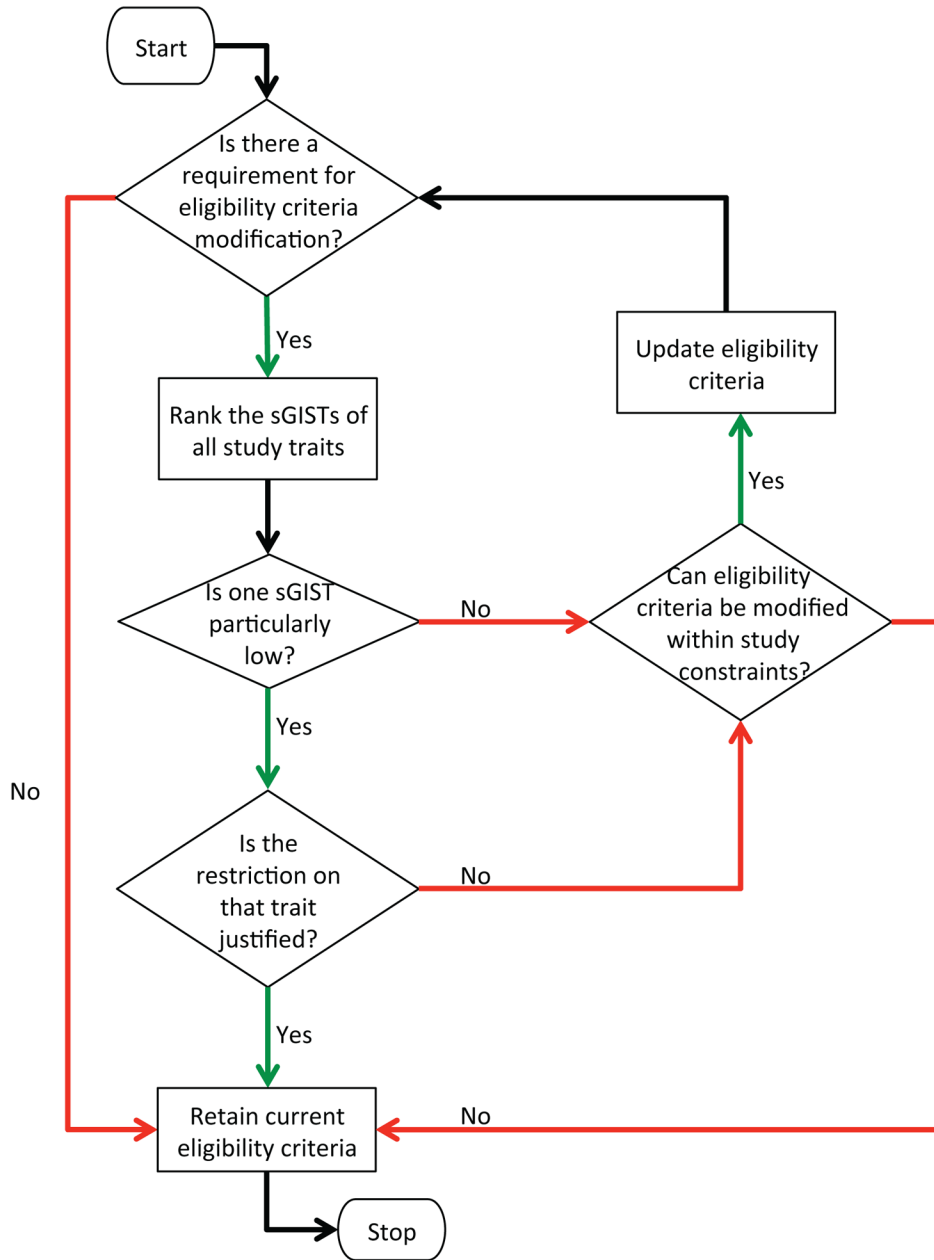 Start
Is there a
requirement for
eligibility criteria
modification?
Yes
Rank the sGISTs of
all study traits
Update eligibility
criteria
Yes
Is one sGIST
particularly
low?
No
Can eligibility
criteria be modified
within study
constraints?
Yes
No
Is the
restriction on
that trait
justified?
No
Yes
Retain current
eligibility criteria
No
Stop